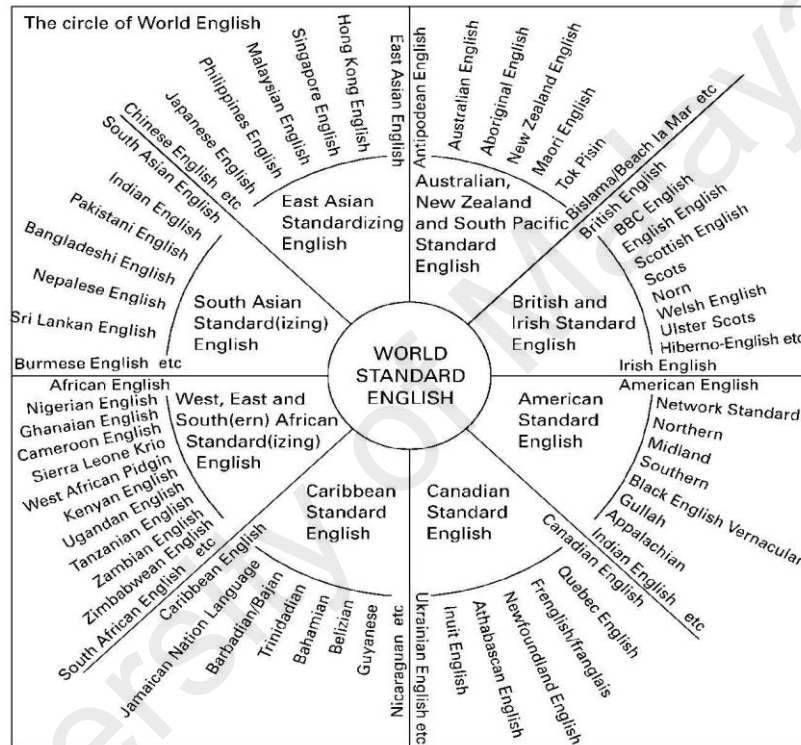 The circle of World English
WORLD
STANDARD
ENGLISH
East Asian
Standardizing
English
Chinese English etc
Japanese English
Philippines English
Malaysian English
Singapore English
Hong Kong English
East Asian English
Australian,
New Zealand
and South Pacific
Standard
English
Antipodean English
Australian English
Aboriginal English
New Zealand English
Maori English
Tok Pisin
Bislama/Beach la Mar etc
British and
Irish Standard
English
British English
BBC English
English English
Scottish English
Scots
Norn
Welsh English
Ulster Scots
Hiberno-English etc
Irish English
American
Standard
English
American English
Network Standard
Northern
Midland
Southern
Black English Vernacular
Gullah
Appalachian
Indian English etc
Canadian
Standard
English
Canadian English
Quebec English
Frenglish/franglais
Newfoundland English
Athabascan English
Inuit English
Ukrainian English etc
Caribbean
Standard
English
Nicaraguan etc
Guyanese
Belizian
Bahamian
Trinidadian
Barbadian/Bajan
Jamaican Nation Language
Caribbean English
West, East and
South(ern) African
Standard(izing)
English
African English
Nigerian English
Ghanaian English
Cameroon English
Sierra Leone Krio
West African Pidgin
Kenyan English
Ugandan English
Tanzanian English
Zambian English
Zimbabwean English
South African English etc
South Asian
Standard(izing)
English
South Asian English
Indian English
Pakistani English
Bangladeshi English
Nepalese English
Sri Lankan English
Burmese English etc
ersity of Malaya